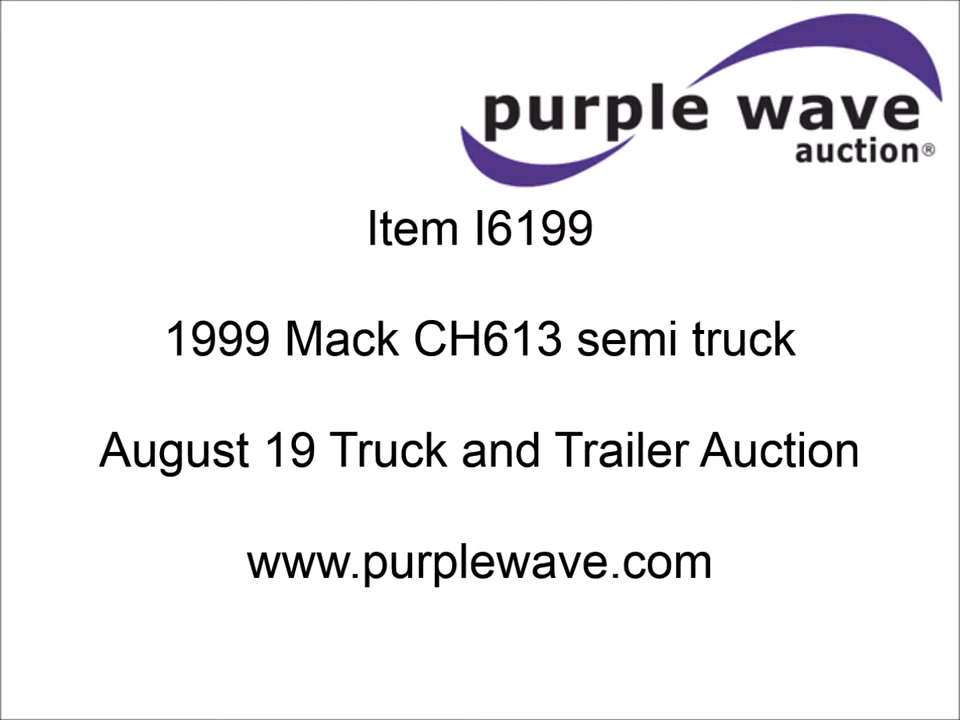 purple wave
auction®
Item I6199
1999 Mack CH613 semi truck
August 19 Truck and Trailer Auction
www.purplewave.com